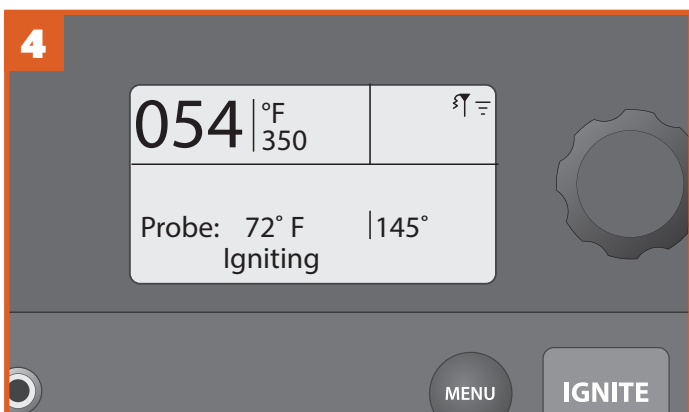 4
054 °F
350
Probe: 72° F 145°
Igniting
MENU IGNITE